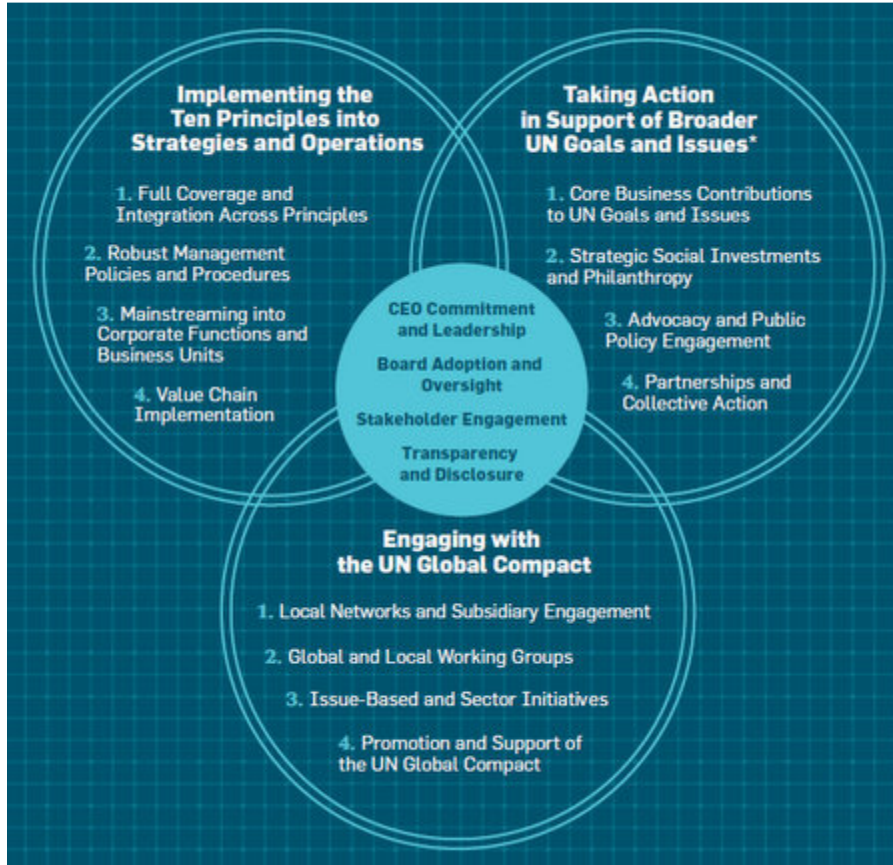 Implementing the
Ten Principles into
Strategies and Operations
1. Full Coverage and
Integration Across Principles
2. Robust Management
Policies and Procedures
3. Mainstreaming into
Corporate Functions and
Business Units
4. Value Chain
Implementation
Taking Action
in Support of Broader
UN Goals and Issues*
1. Core Business Contributions
to UN Goals and Issues
2. Strategic Social Investments
and Philanthropy
3. Advocacy and Public
Policy Engagement
4. Partnerships and
Collective Action
CEO Commitment
and Leadership
Board Adoption and
Oversight
Stakeholder Engagement
Transparency
and Disclosure
Engaging with
the UN Global Compact
1. Local Networks and Subsidiary Engagement
2. Global and Local Working Groups
3. Issue-Based and Sector Initiatives
4. Promotion and Support of
the UN Global Compact